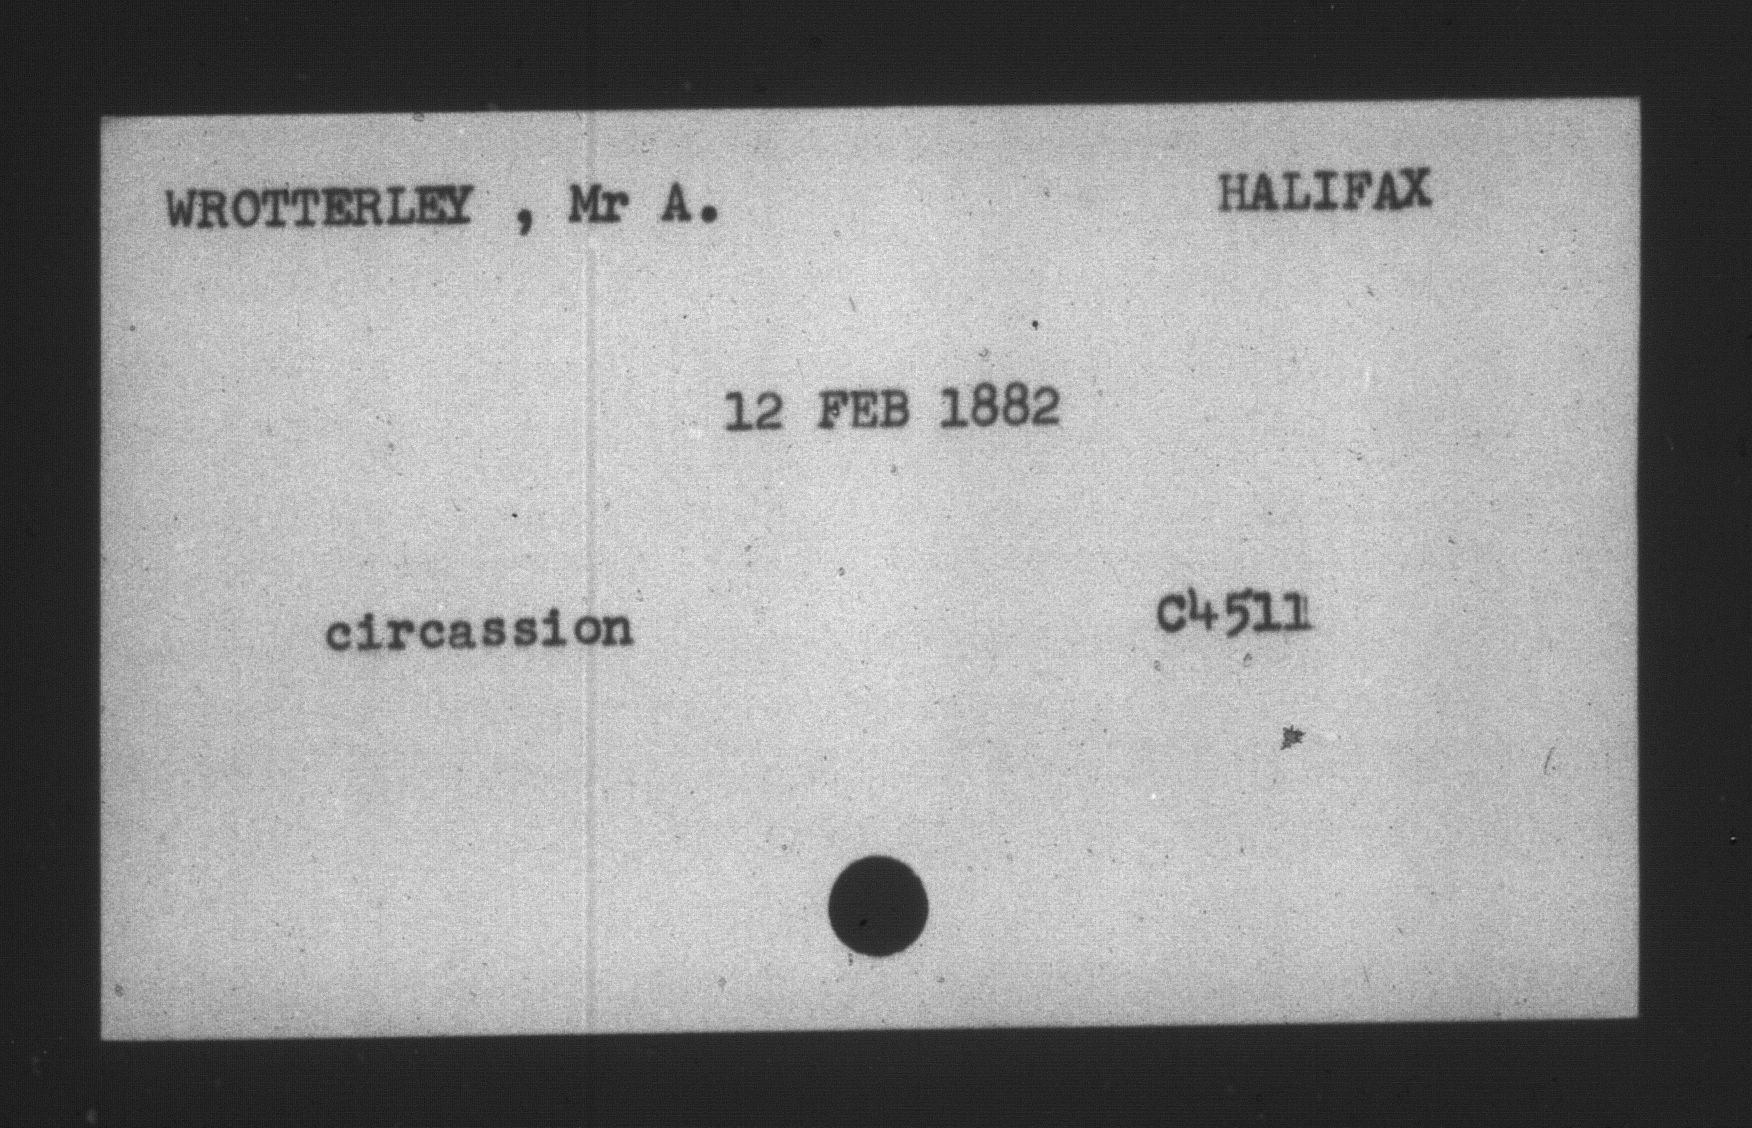 WROTTERLEY , Mr A. HALIFAX
12 FEB 1882
circassion C4511